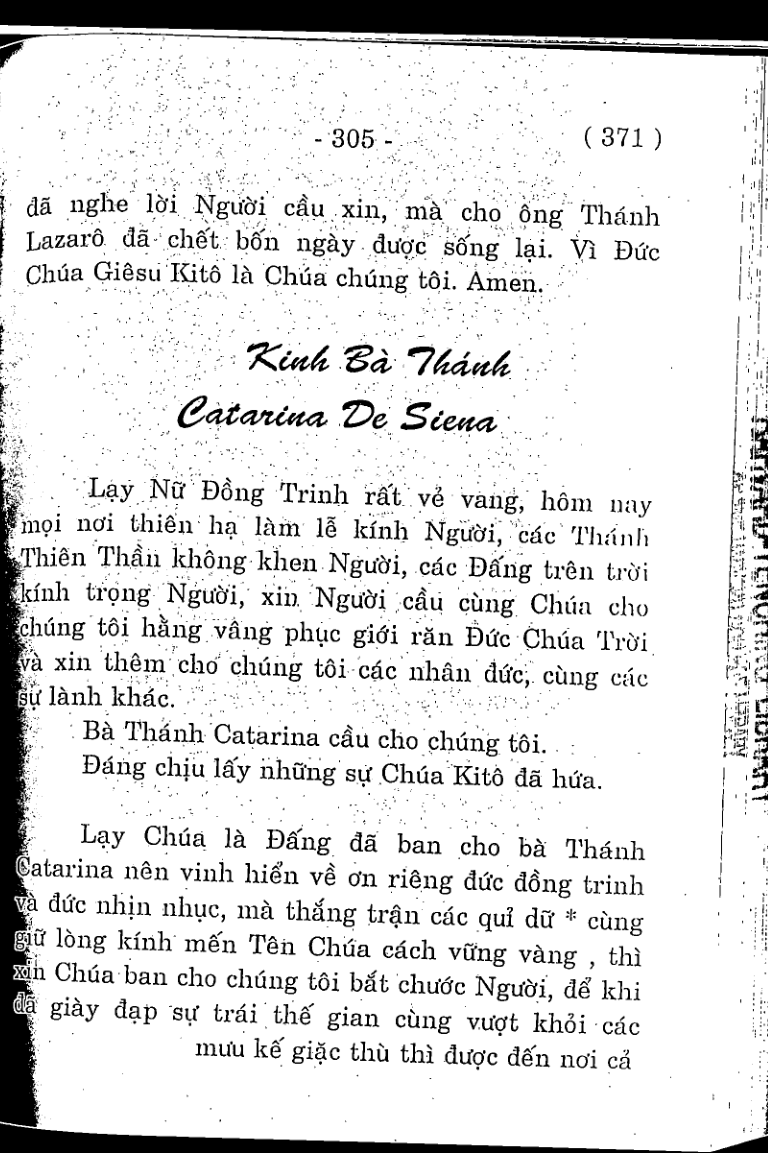 - 305 - ( 371 )
đã nghe lời Người cầu xin, mà cho ông Thánh
Lazarô đã chết bốn ngày được sống lại. Vì Đức
Chúa Giêsu Kitô là Chúa chúng tôi. Amen.
Kinh Bà Thánh
Catarina De Siena
Lạy Nữ Đồng Trinh rất vẻ vang, hôm nay
mọi nơi thiên hạ làm lễ kính Người, các Thánh
Thiên Thần không khen Người, các Đấng trên trời
kính trọng Người, xin Người cầu cùng Chúa cho
chúng tôi hằng vâng phục giới răn Đức Chúa Trời
và xin thêm cho chúng tôi các nhân đức, cùng các
sự lành khác.
Bà Thánh Catarina cầu cho chúng tôi.
Đáng chịu lấy những sự Chúa Kitô đã hứa.
Lạy Chúa là Đấng đã ban cho bà Thánh
Catarina nên vinh hiển về ơn riêng đức đồng trinh
và đức nhịn nhục, mà thắng trận các quỉ dữ * cùng
giữ lòng kính mến Tên Chúa cách vững vàng , thì
xin Chúa ban cho chúng tôi bắt chước Người, để khi
đã giày đạp sự trái thế gian cùng vượt khỏi các
mưu kế giặc thù thì được đến nơi cả
LIBRARY